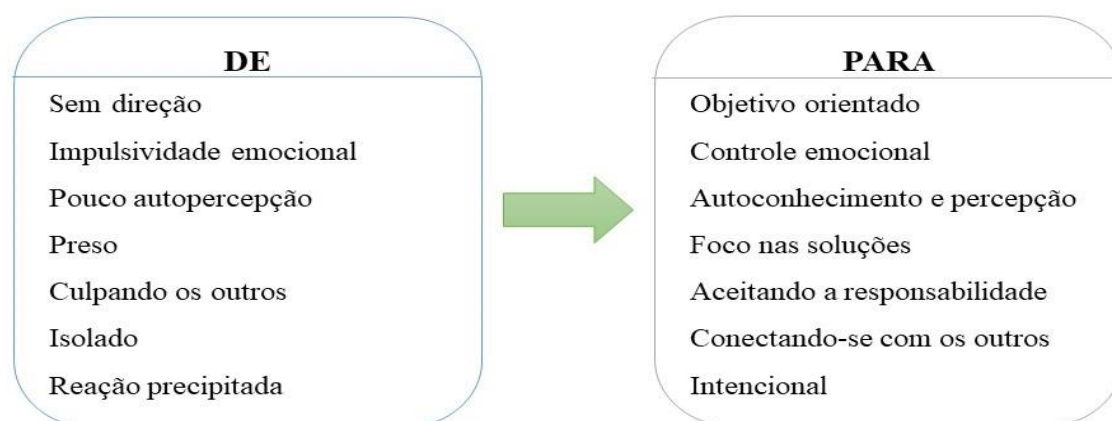 DE
Sem direção
Impulsividade emocional
Pouco autopercepção
Preso
Culpando os outros
Isolado
Reação precipitada
PARA
Objetivo orientado
Controle emocional
Autoconhecimento e percepção
Foco nas soluções
Aceitando a responsabilidade
Conectando-se com os outros
Intencional